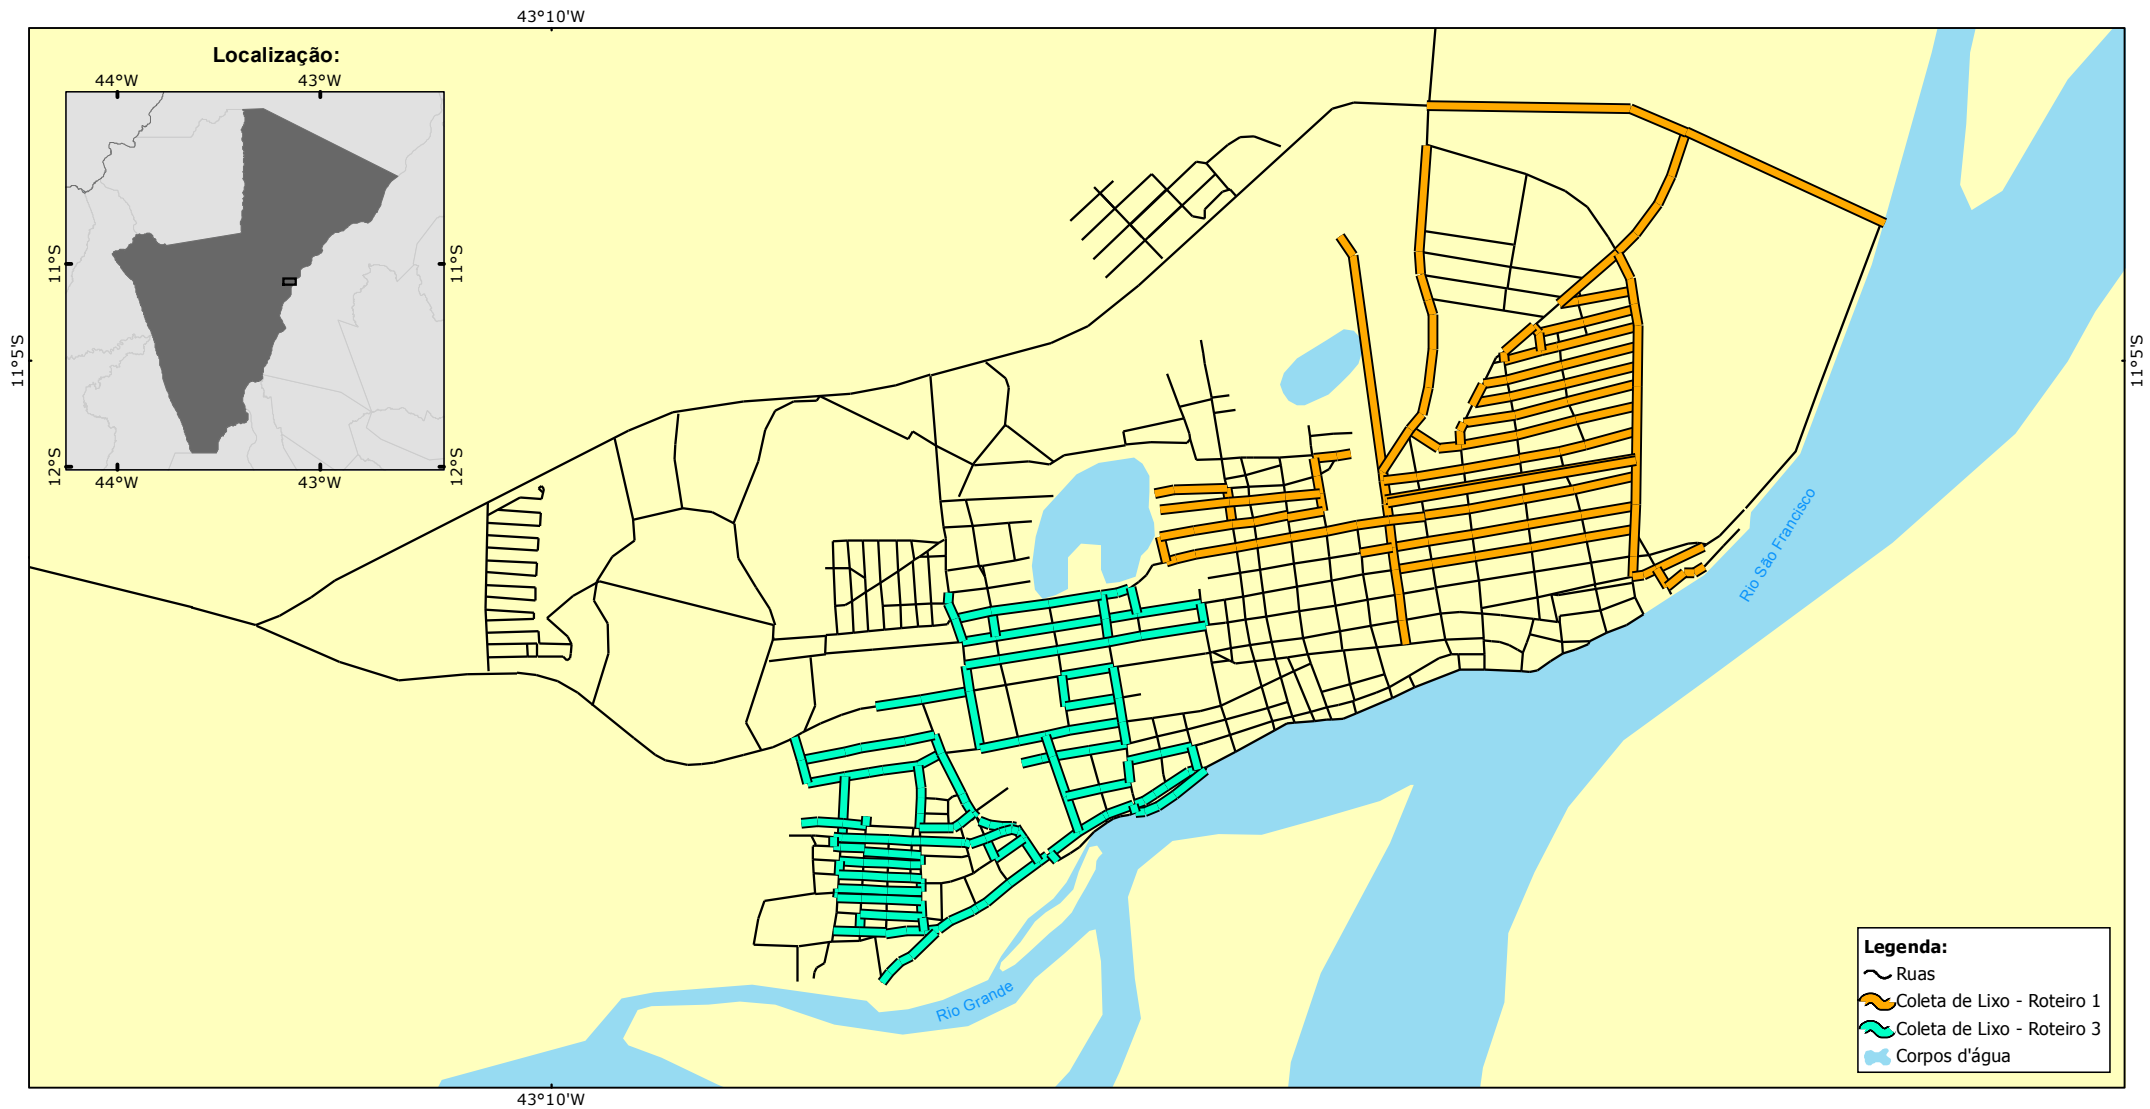 43°10'W
Localização:
44°W
43°W
11°S
11°S
12°S
12°S
44°W
43°W
11°5'S
11°5'S
Rio São Francisco
Rio Grande
Legenda:
Ruas
Coleta de Lixo - Roteiro 1
Coleta de Lixo - Roteiro 3
Corpos d'água
43°10'W